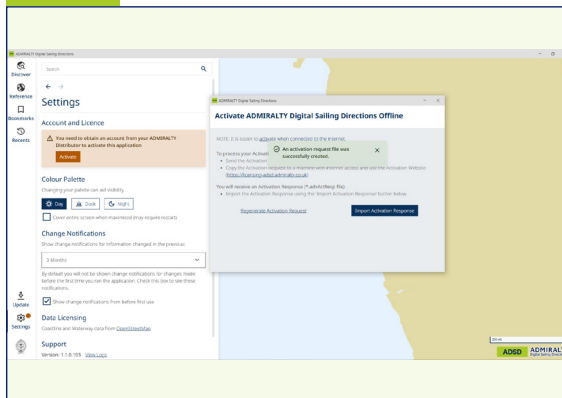 ADMIRALTY Digital Sailing Directions
Discover
Reference
Bookmarks
Recents
Update
Settings
Search
Settings
Account and Licence
You need to obtain an account from your ADMIRALTY
Distributor to activate this application
Activate
Colour Palette
Changing your palette can aid visibility
Day
Dusk
Night
Cover entire screen when maximised (may require restart)
Change Notifications
Show change notifications for information changed in the previous:
3 Months
By default you will not be shown change notifications for changes made
before the first time you ran the application. Check this box to see these
notifications.
Show change notifications from before first use
Data Licensing
Coastline and Waterway data from OpenStreetMap
Support
Version: 1.1.8.103 View Logs
ADMIRALTY Digital Sailing Directions
Activate ADMIRALTY Digital Sailing Directions Offline
NOTE: It is easier to activate when connected to the internet.
An activation request file was
successfully created.
To process your Activati
Send the Activation
Copy the Activation Request to a machine with internet access and use the Activation Website
(https://licensing-adsd.admiralty.co.uk)
You will receive an Activation Response (*.adsActResp file)
Import the Activation Response using the 'Import Activation Response' button below.
Regenerate Activation Request
Import Activation Response
ADSD
ADMIRAL
Digital Sailing Direc